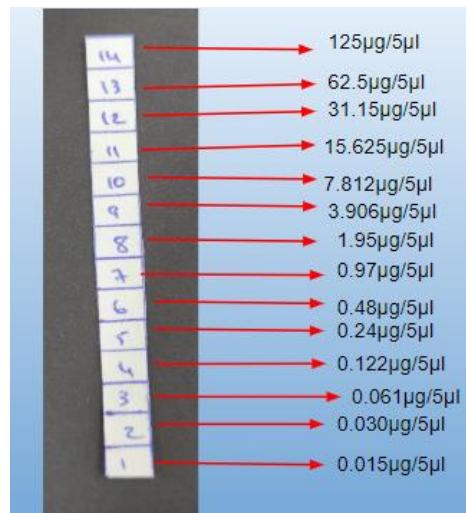 14 125µg/5µl
13 62.5µg/5µl
12 31.15µg/5µl
11 15.625µg/5µl
10 7.812µg/5µl
9 3.906µg/5µl
8 1.95µg/5µl
7 0.97µg/5µl
6 0.48µg/5µl
5 0.24µg/5µl
4 0.122µg/5µl
3 0.061µg/5µl
2 0.030µg/5µl
1 0.015µg/5µl